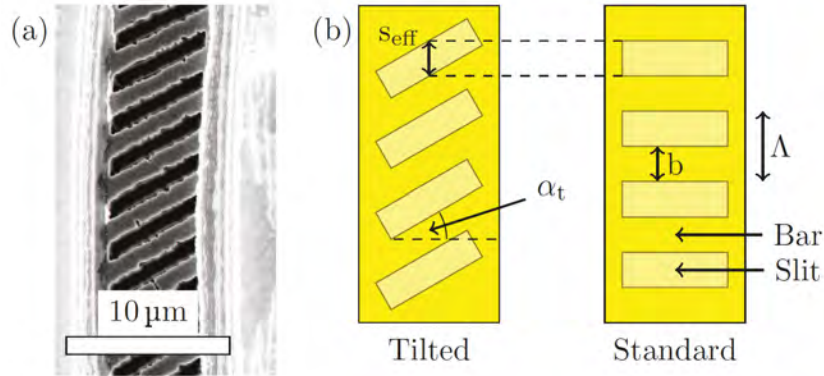 (a)
10 µm
(b)
s_eff
α_t
Tilted
b
Λ
Bar
Slit
Standard